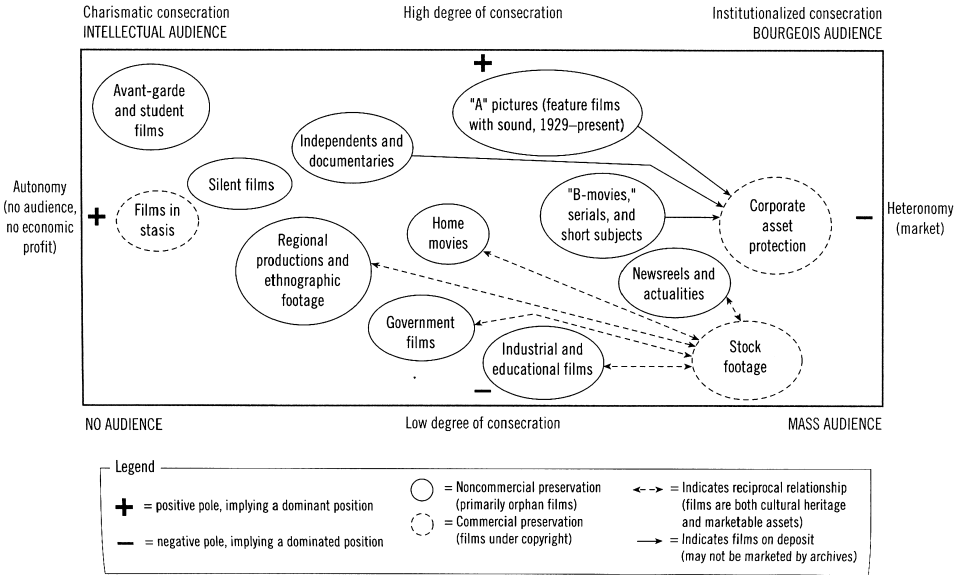 Charismatic consecration
INTELLECTUAL AUDIENCE
High degree of consecration
Institutionalized consecration
BOURGEOIS AUDIENCE
+
Avant-garde
and student
films
"A" pictures (feature films
with sound, 1929–present)
Independents and
documentaries
Silent films
Autonomy
(no audience,
no economic
profit)
+
Films in
stasis
"B-movies,"
serials, and
short subjects
Corporate
asset
protection
–
Heteronomy
(market)
Home
movies
Regional
productions and
ethnographic
footage
Newsreels and
actualities
Government
films
Industrial and
educational films
Stock
footage
–
NO AUDIENCE
Low degree of consecration
MASS AUDIENCE
Legend
+ = positive pole, implying a dominant position
– = negative pole, implying a dominated position
= Noncommercial preservation
(primarily orphan films)
= Commercial preservation
(films under copyright)
= Indicates reciprocal relationship
(films are both cultural heritage
and marketable assets)
= Indicates films on deposit
(may not be marketed by archives)